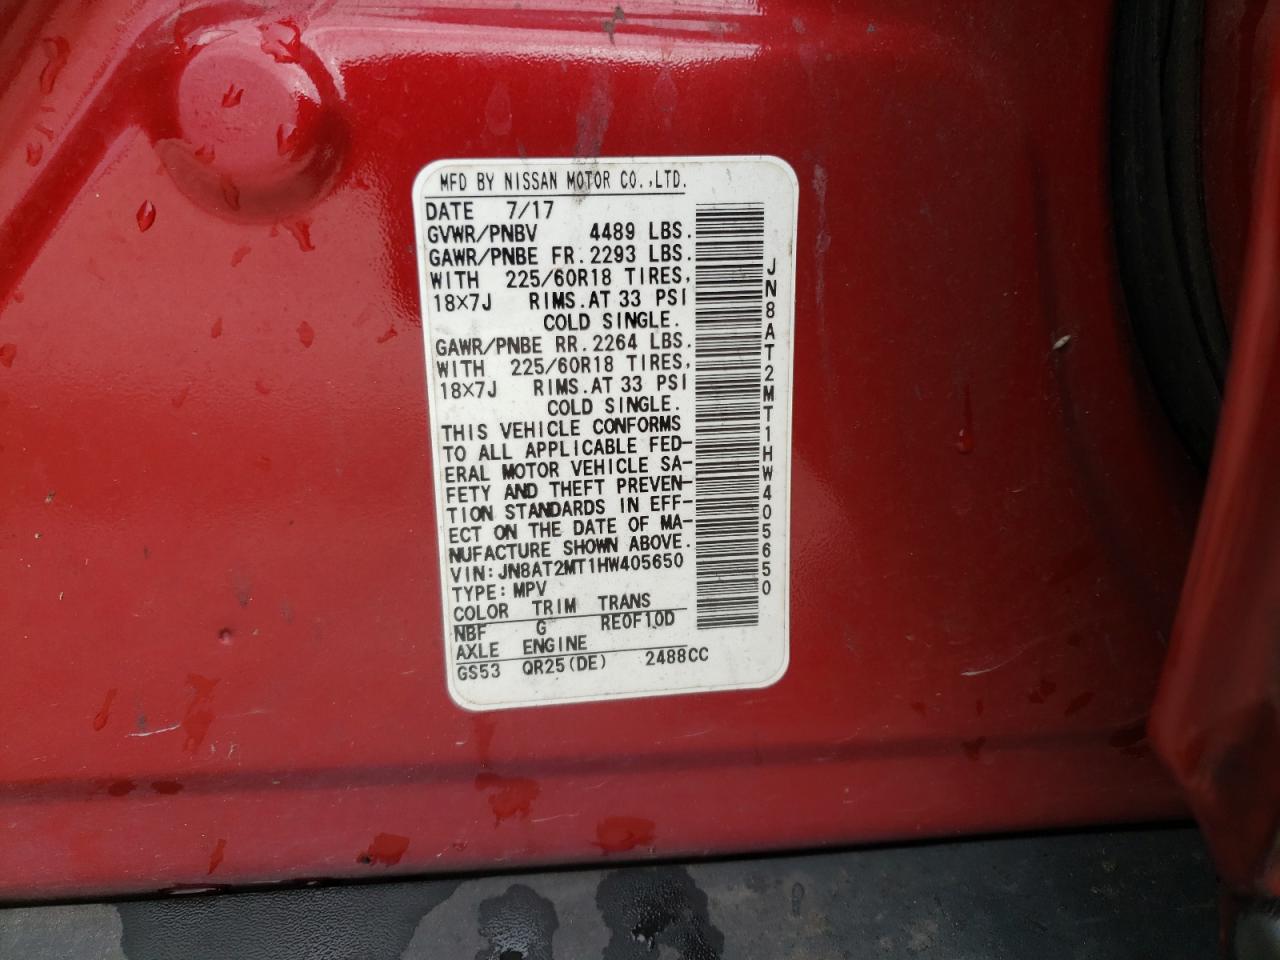 MFD BY NISSAN MOTOR CO.,LTD.
DATE 7/17
GVWR/PNBV 4489 LBS.
GAWR/PNBE FR.2293 LBS.
WITH 225/60R18 TIRES,
18×7J RIMS.AT 33 PSI
COLD SINGLE.
GAWR/PNBE RR.2264 LBS.
WITH 225/60R18 TIRES,
18×7J RIMS.AT 33 PSI
COLD SINGLE.
THIS VEHICLE CONFORMS
TO ALL APPLICABLE FED-
ERAL MOTOR VEHICLE SA-
FETY AND THEFT PREVEN-
TION STANDARDS IN EFF-
ECT ON THE DATE OF MA-
NUFACTURE SHOWN ABOVE.
VIN:JN8AT2MT1HW405650
TYPE:MPV
COLOR TRIM TRANS
NBF G RE0F10D
AXLE ENGINE
GS53 QR25(DE) 2488CC
JN8AT2MT1HW405650